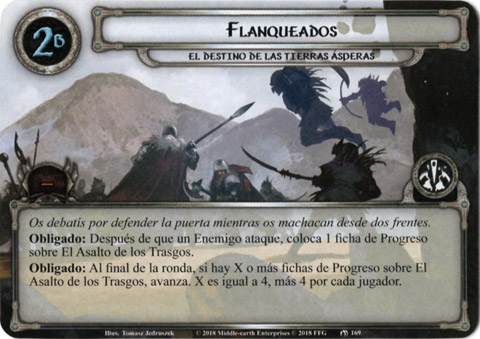 2B
Flanqueados
El destino de las Tierras Ásperas
Os debatís por defender la puerta mientras os machacan desde dos frentes.
Obligado: Después de que un Enemigo ataque, coloca 1 ficha de Progreso
sobre El Asalto de los Trasgos.
Obligado: Al final de la ronda, si hay X o más fichas de Progreso sobre El
Asalto de los Trasgos, avanza. X es igual a 4, más 4 por cada jugador.
Illus. Tomasz Jedruszek © 2018 Middle-earth Enterprises © 2018 FFG 169